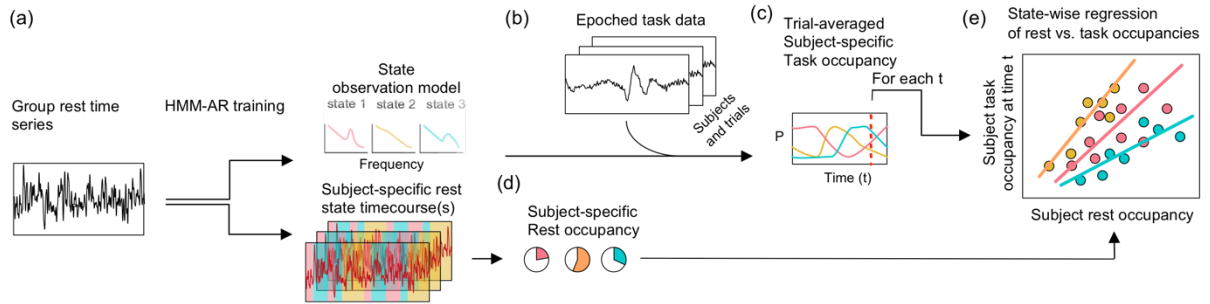 (a)
Group rest time
series
HMM-AR training
State
observation model
state 1 state 2 state 3
Frequency
Subject-specific rest
state timecourse(s)
(b)
Epoched task data
Subjects
and trials
(c)
Trial-averaged
Subject-specific
Task occupancy
For each t
P
Time (t)
(d)
Subject-specific
Rest occupancy
(e)
State-wise regression
of rest vs. task occupancies
Subject task
occupancy at time t
Subject rest occupancy